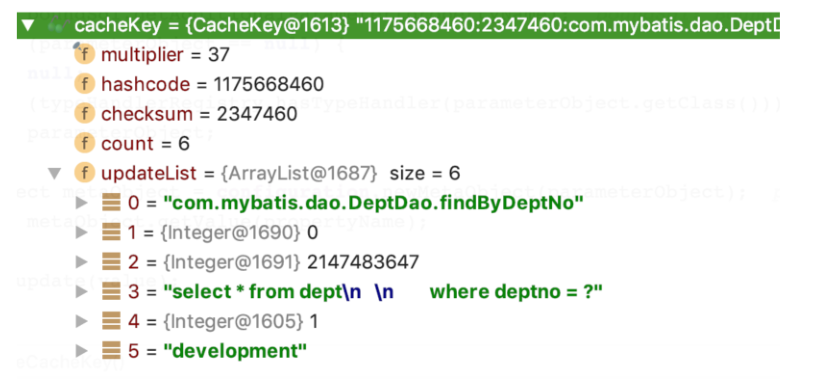 cacheKey = {CacheKey@1613} "1175668460:2347460:com.mybatis.dao.DeptD
f multiplier = 37
f hashcode = 1175668460
f checksum = 2347460
f count = 6
f updateList = {ArrayList@1687} size = 6
0 = "com.mybatis.dao.DeptDao.findByDeptNo"
1 = {Integer@1690} 0
2 = {Integer@1691} 2147483647
3 = "select * from dept\n \n where deptno = ?"
4 = {Integer@1605} 1
5 = "development"